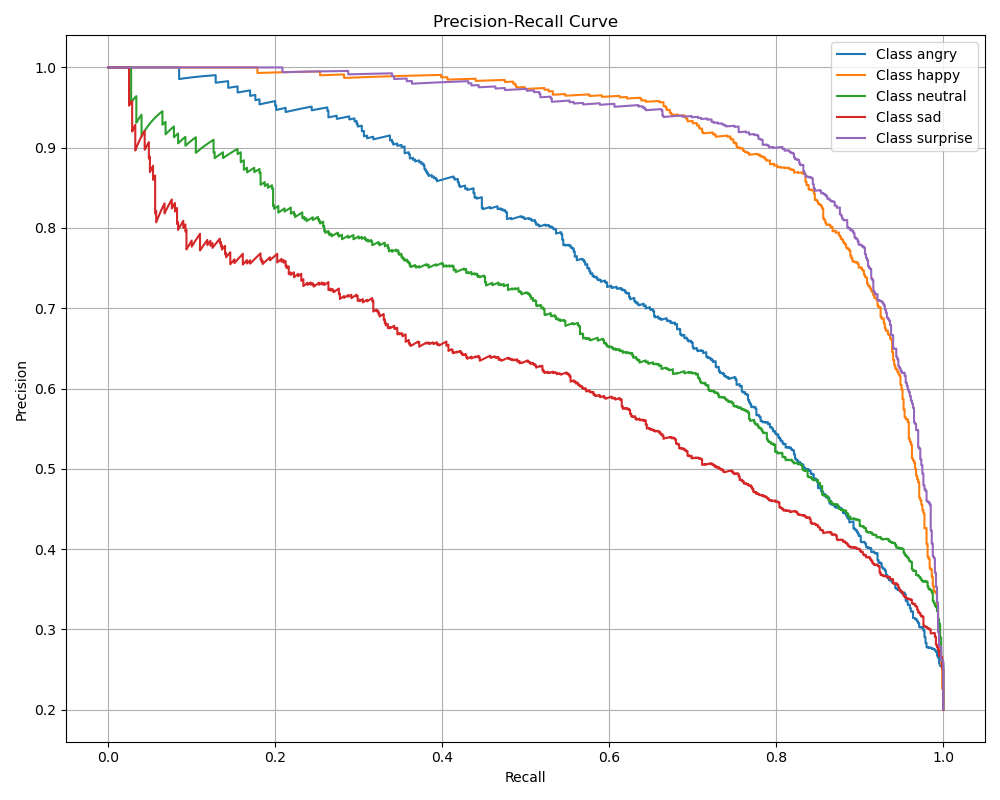 Precision-Recall Curve
Class angry
Class happy
Class neutral
Class sad
Class surprise
Precision
1.0
0.9
0.8
0.7
0.6
0.5
0.4
0.3
0.2
0.0 0.2 0.4 0.6 0.8 1.0
Recall